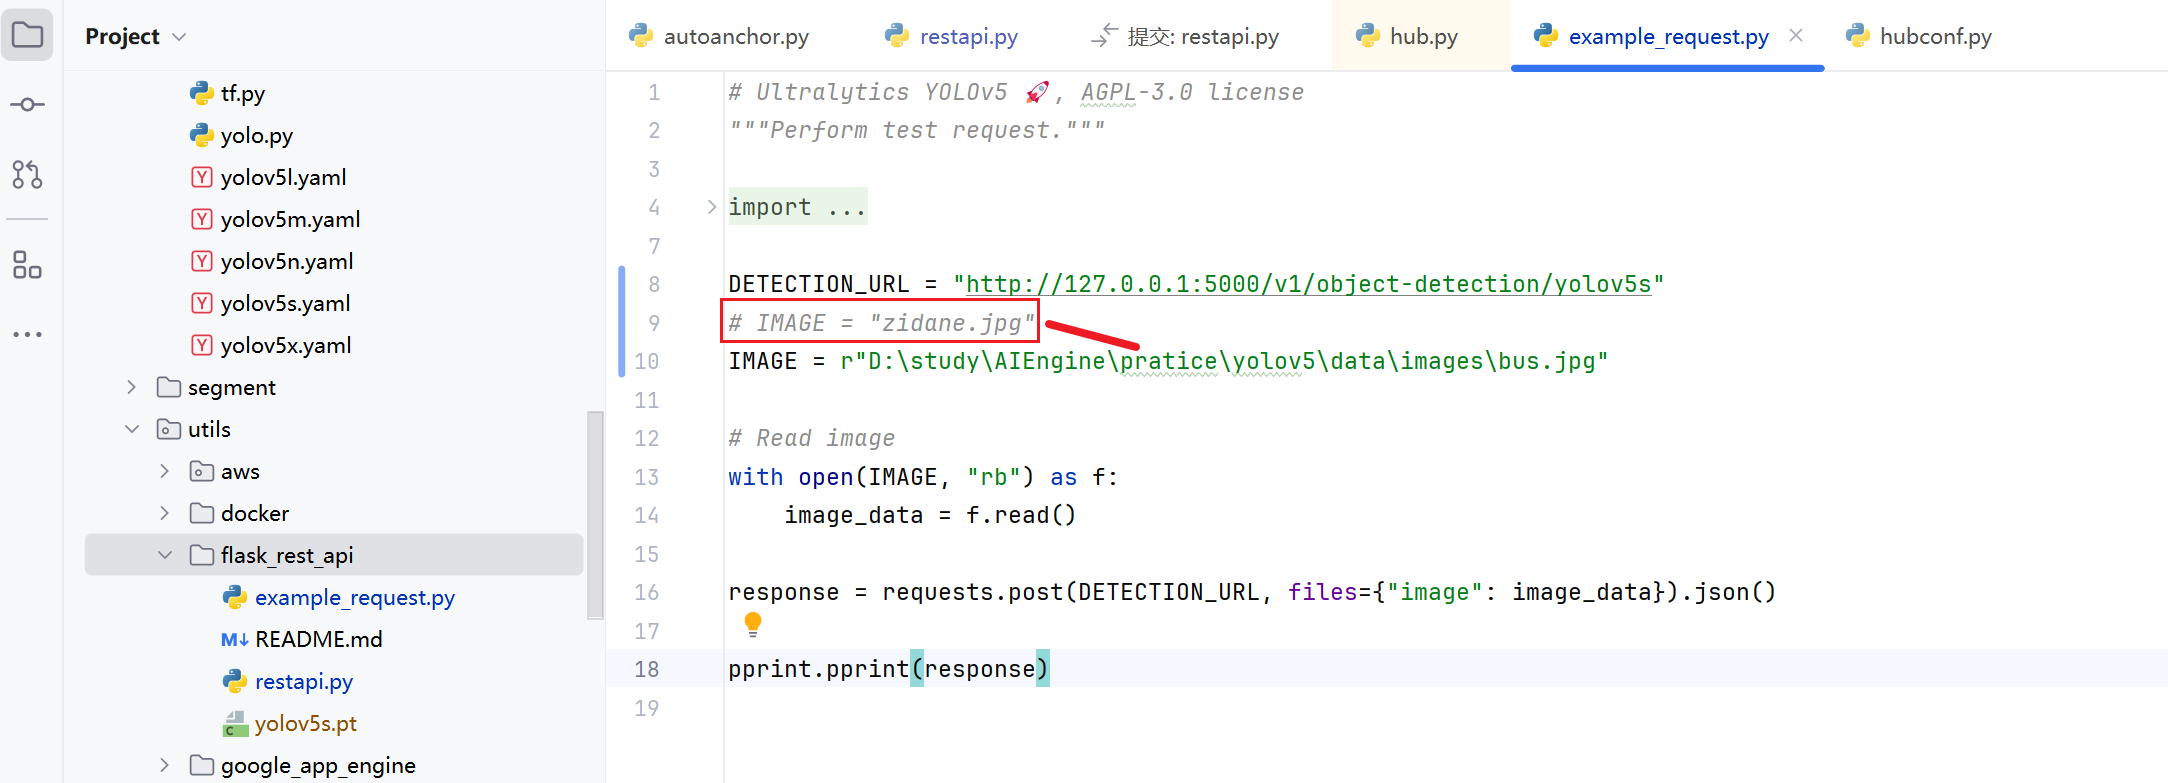 Project
tf.py
yolo.py
yolov5l.yaml
yolov5m.yaml
yolov5n.yaml
yolov5s.yaml
yolov5x.yaml
segment
utils
aws
docker
flask_rest_api
example_request.py
README.md
restapi.py
yolov5s.pt
google_app_engine
autoanchor.py
restapi.py
提交: restapi.py
hub.py
example_request.py
hubconf.py
1 # Ultralytics YOLOv5 🚀, AGPL-3.0 license
2 """Perform test request."""
3
4 import ...
7
8 DETECTION_URL = "http://127.0.0.1:5000/v1/object-detection/yolov5s"
9 # IMAGE = "zidane.jpg"
10 IMAGE = r"D:\study\AIEngine\pratice\yolov5\data\images\bus.jpg"
11
12 # Read image
13 with open(IMAGE, "rb") as f:
14     image_data = f.read()
15
16 response = requests.post(DETECTION_URL, files={"image": image_data}).json()
17
18 pprint.pprint(response)
19